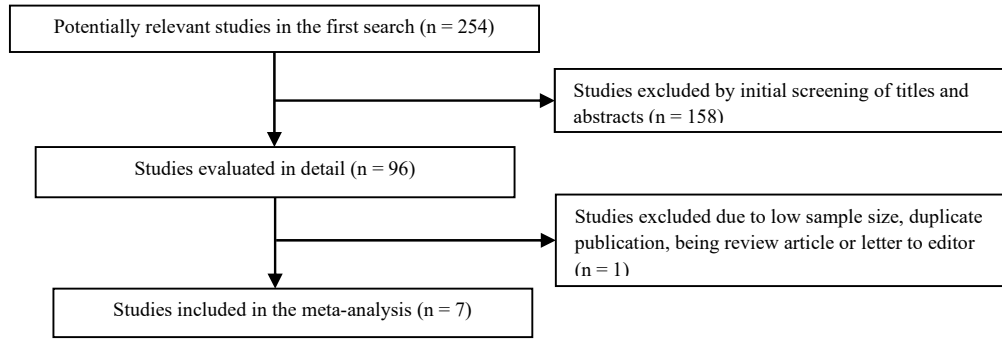 Potentially relevant studies in the first search (n = 254)
Studies excluded by initial screening of titles and
abstracts (n = 158)
Studies evaluated in detail (n = 96)
Studies excluded due to low sample size, duplicate
publication, being review article or letter to editor
(n = 1)
Studies included in the meta-analysis (n = 7)